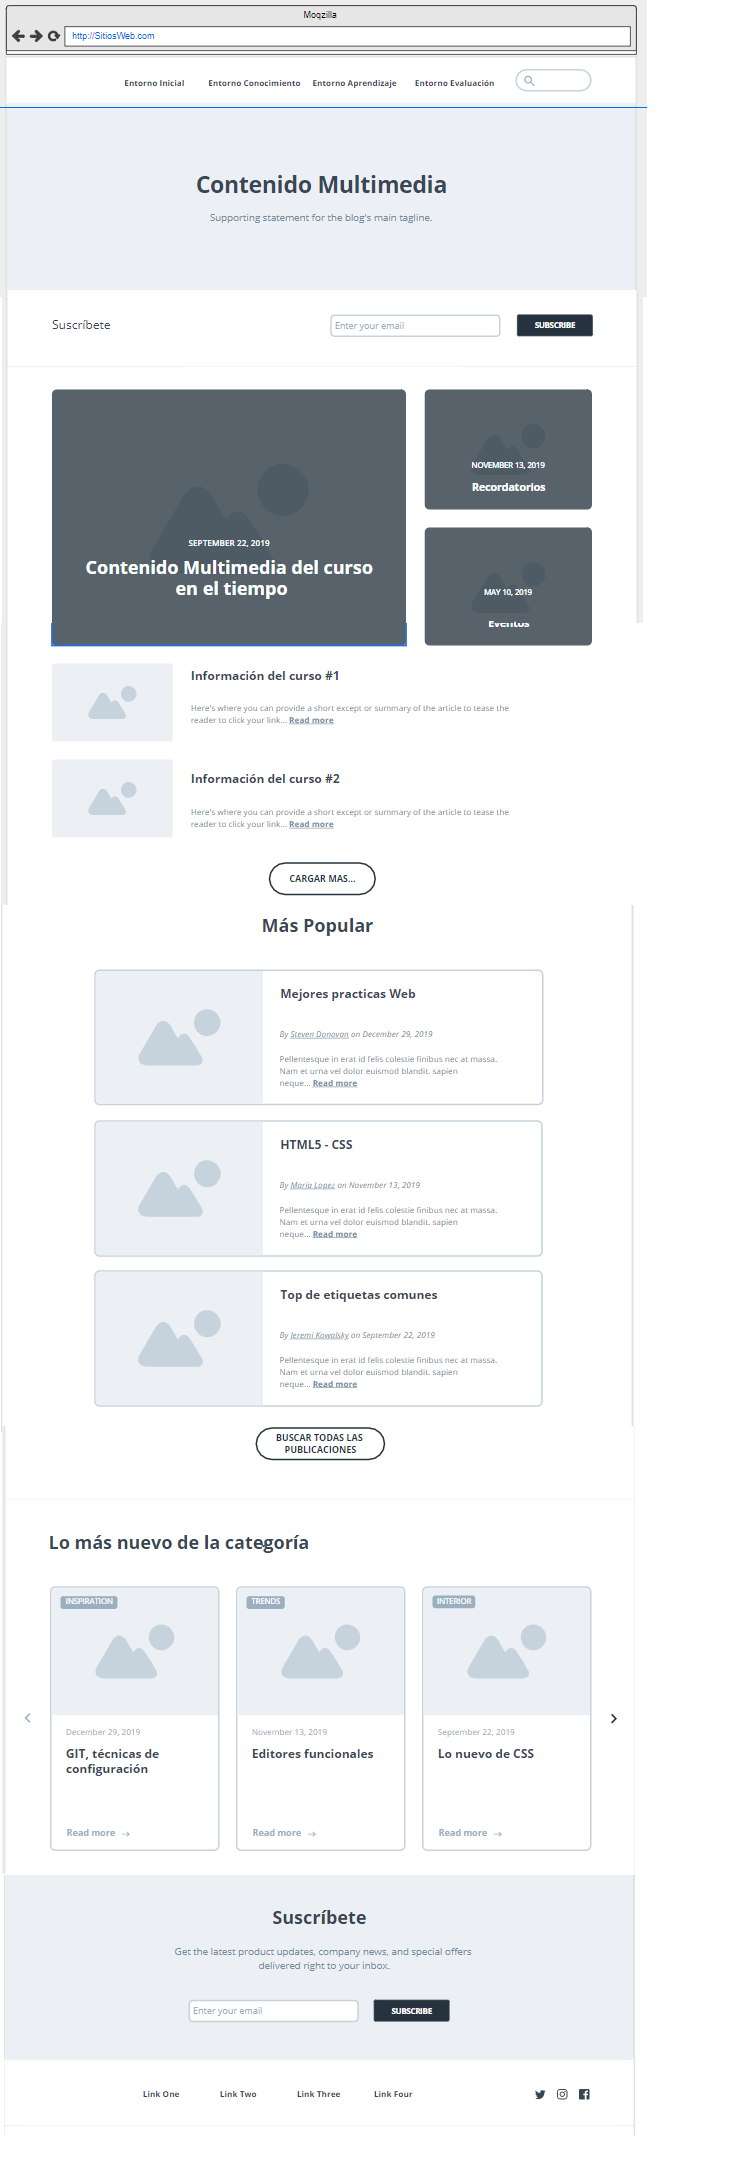 Moqzilla
http://SitiosWeb.com
Entorno Inicial
Entorno Conocimiento
Entorno Aprendizaje
Entorno Evaluación
Contenido Multimedia
Supporting statement for the blog's main tagline.
Suscríbete
Enter your email
SUBSCRIBE
SEPTEMBER 22, 2019
Contenido Multimedia del curso
en el tiempo
NOVEMBER 13, 2019
Recordatorios
MAY 10, 2019
Eventos
Información del curso #1
Here's where you can provide a short except or summary of the article to tease the
reader to click your link... Read more
Información del curso #2
Here's where you can provide a short except or summary of the article to tease the
reader to click your link... Read more
CARGAR MAS...
Más Popular
Mejores practicas Web
By Steven Donovan on December 29, 2019
Pellentesque in erat id felis colestie finibus nec at massa.
Nam et urna vel dolor euismod blandit. sapien
neque... Read more
HTML5 - CSS
By Maria Lopez on November 13, 2019
Pellentesque in erat id felis colestie finibus nec at massa.
Nam et urna vel dolor euismod blandit. sapien
neque... Read more
Top de etiquetas comunes
By Jeremi Kowalsky on September 22, 2019
Pellentesque in erat id felis colestie finibus nec at massa.
Nam et urna vel dolor euismod blandit. sapien
neque... Read more
BUSCAR TODAS LAS
PUBLICACIONES
Lo más nuevo de la categoría
INSPIRATION
December 29, 2019
GIT, técnicas de
configuración
Read more →
TRENDS
November 13, 2019
Editores funcionales
Read more →
INTERIOR
September 22, 2019
Lo nuevo de CSS
Read more →
Suscríbete
Get the latest product updates, company news, and special offers
delivered right to your inbox.
Enter your email
SUBSCRIBE
Link One
Link Two
Link Three
Link Four